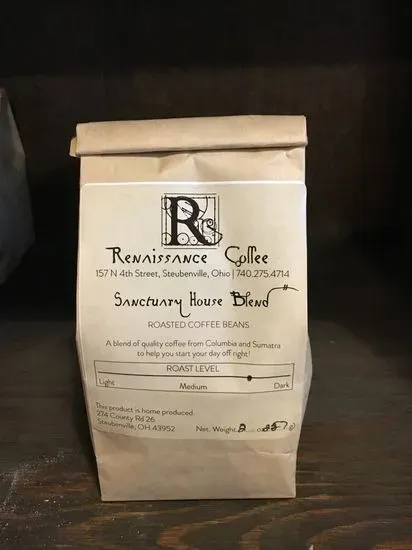 R
Renaissance Coffee
157 N 4th Street, Steubenville, Ohio | 740.275.4714
Sanctuary House Blend
ROASTED COFFEE BEANS
A blend of quality coffee from Columbia and Sumatra
to help you start your day off right!
ROAST LEVEL
Light Medium Dark
This product is home produced.
274 County Rd 26
Steubenville, OH 43952
Net. Weight